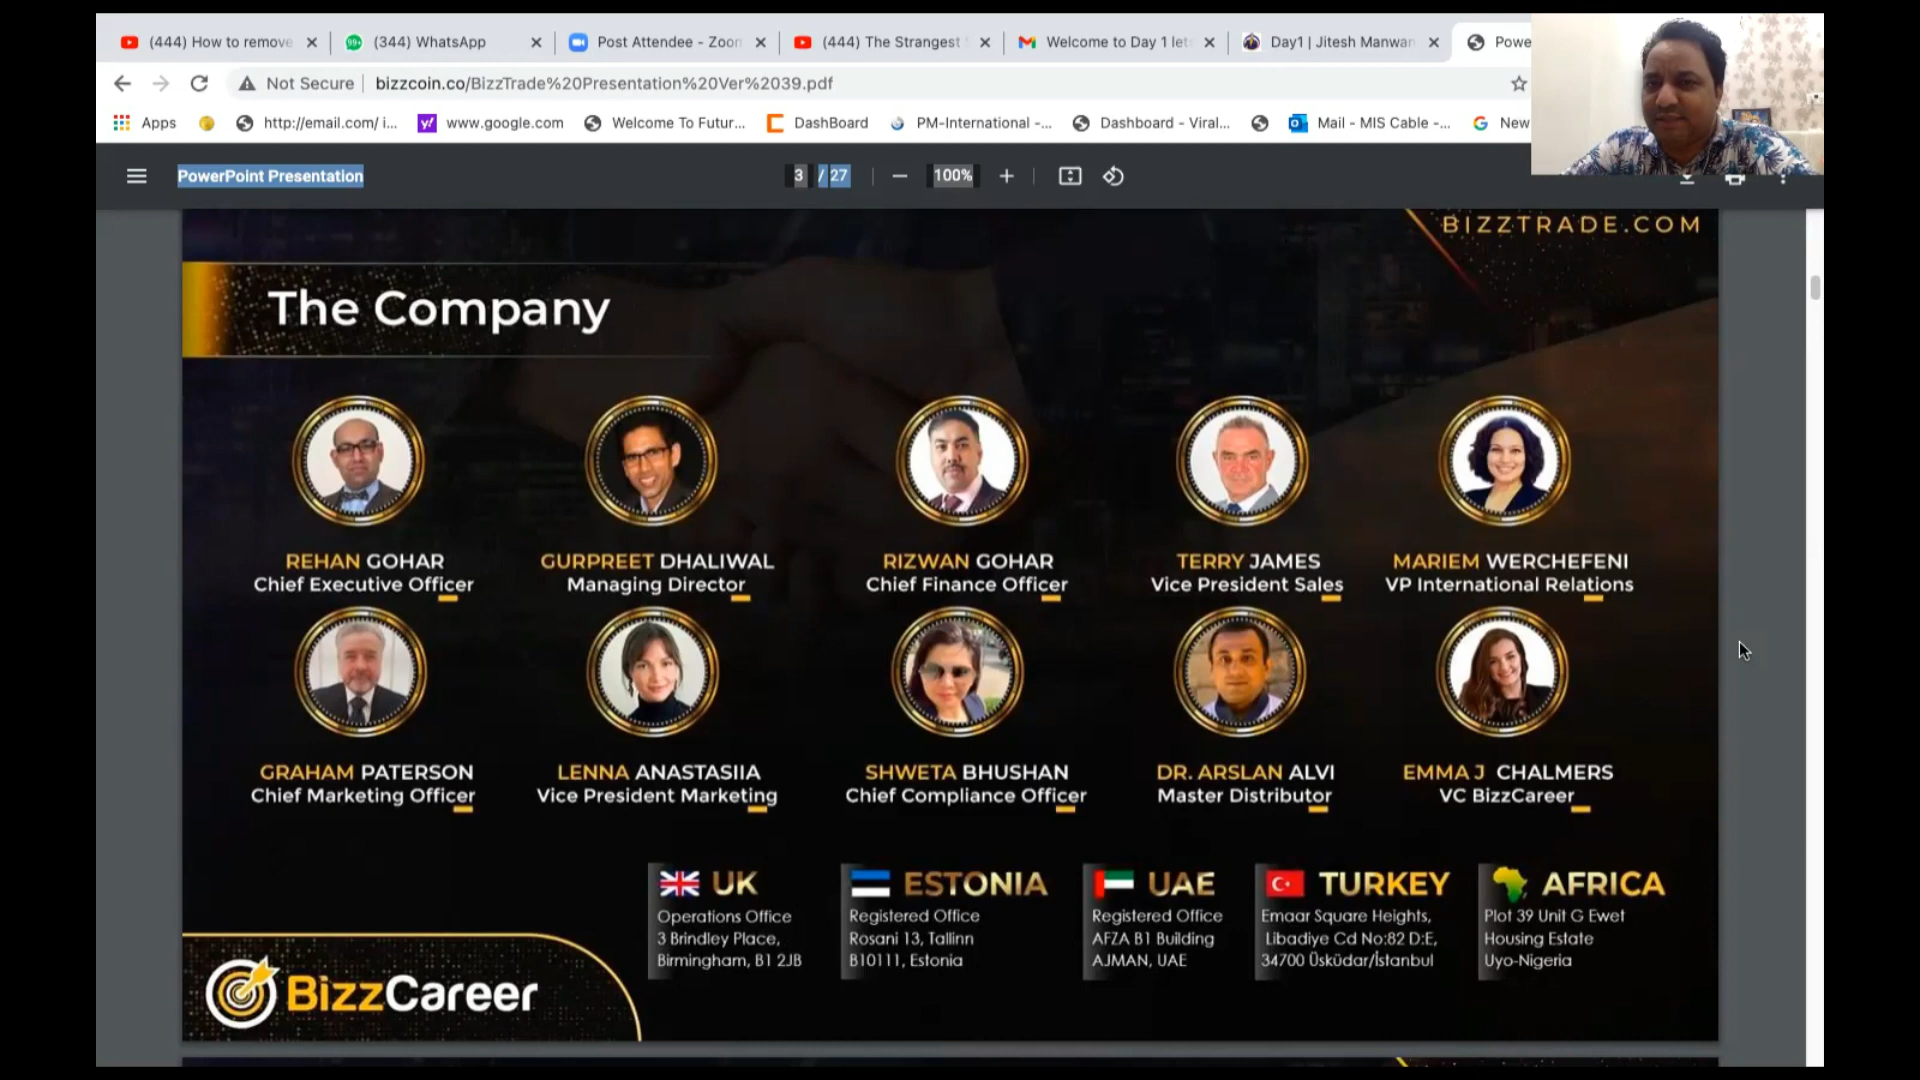 (444) How to remove
(344) WhatsApp
Post Attendee - Zoom
(444) The Strangest
Welcome to Day 1 let
Day1 | Jitesh Manwan
Powe
Not Secure
bizzcoin.co/BizzTrade%20Presentation%20Ver%2039.pdf
Apps
http://email.com/ i...
www.google.com
Welcome To Futur...
DashBoard
PM-International -...
Dashboard - Viral...
Mail - MIS Cable -...
New
PowerPoint Presentation
3 / 27
100%
BIZZTRADE.COM
The Company
REHAN GOHAR
Chief Executive Officer
GURPREET DHALIWAL
Managing Director
RIZWAN GOHAR
Chief Finance Officer
TERRY JAMES
Vice President Sales
MARIEM WERCHEFENI
VP International Relations
GRAHAM PATERSON
Chief Marketing Officer
LENNA ANASTASIIA
Vice President Marketing
SHWETA BHUSHAN
Chief Compliance Officer
DR. ARSLAN ALVI
Master Distributor
EMMA J CHALMERS
VC BizzCareer
UK
Operations Office
3 Brindley Place,
Birmingham, B1 2JB
ESTONIA
Registered Office
Rosani 13, Tallinn
B10111, Estonia
UAE
Registered Office
AFZA B1 Building
AJMAN, UAE
TURKEY
Emaar Square Heights,
Libadiye Cd No:82 D:E,
34700 Üsküdar/İstanbul
AFRICA
Plot 39 Unit G Ewet
Housing Estate
Uyo-Nigeria
BizzCareer